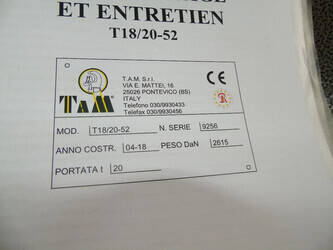 ET ENTRETIEN
T18/20-52
T.A.M. S.r.l.
VIA E. MATTEI, 16
25026 PONTEVICO (BS)
ITALY
Telefono 030/9930433
Telefax 030/9930456
TAM
CE
MOD. T18/20-52 N. SERIE 9256
ANNO COSTR. 04-18 PESO DaN 2615
PORTATA t 20